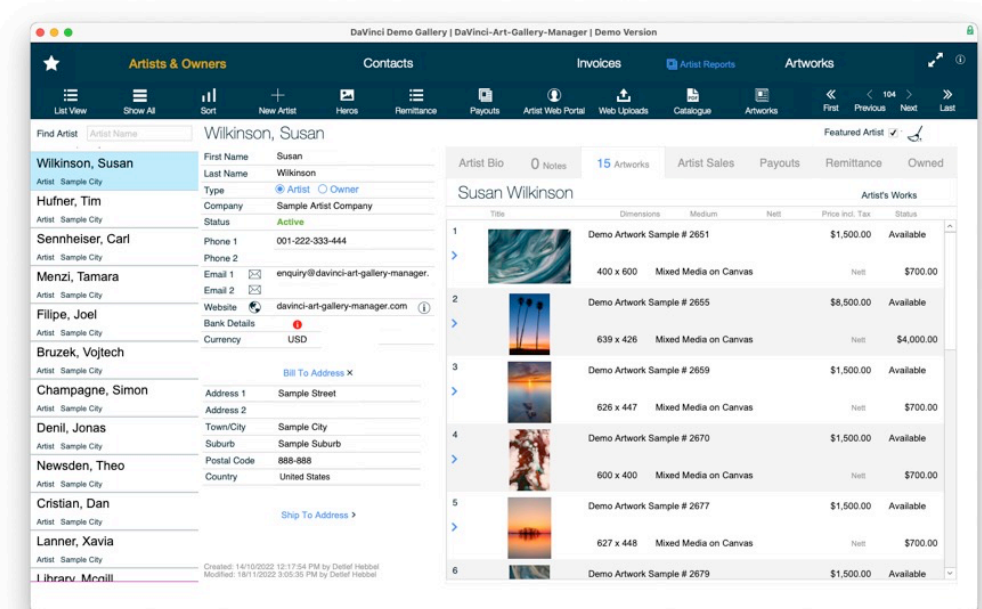 DaVinci Demo Gallery | DaVinci-Art-Gallery-Manager | Demo Version
Artists & Owners Contacts Invoices Artist Reports Artworks
List View Show All Sort New Artist Heros Remittance Payouts Artist Web Portal Web Uploads Catalogue Artworks First Previous 104 Next Last
Find Artist Artist Name
Wilkinson, Susan
Artist Sample City
Hufner, Tim
Artist Sample City
Sennheiser, Carl
Artist Sample City
Menzi, Tamara
Artist Sample City
Filipe, Joel
Artist Sample City
Bruzek, Vojtech
Artist Sample City
Champagne, Simon
Artist Sample City
Denil, Jonas
Artist Sample City
Newsden, Theo
Artist Sample City
Cristian, Dan
Artist Sample City
Lanner, Xavia
Artist Sample City
Library, Mcgill
Wilkinson, Susan
First Name Susan
Last Name Wilkinson
Type Artist Owner
Company Sample Artist Company
Status Active
Phone 1 001-222-333-444
Phone 2
Email 1 enquiry@davinci-art-gallery-manager.
Email 2
Website davinci-art-gallery-manager.com
Bank Details
Currency USD
Bill To Address ×
Address 1 Sample Street
Address 2
Town/City Sample City
Suburb Sample Suburb
Postal Code 888-888
Country United States
Ship To Address >
Created: 14/10/2022 12:17:54 PM by Detlef Hebbel
Modified: 18/11/2022 3:05:35 PM by Detlef Hebbel
Featured Artist
Artist Bio 0 Notes 15 Artworks Artist Sales Payouts Remittance Owned
Susan Wilkinson Artist's Works
Title Dimensions Medium Nett Price incl. Tax Status
1 Demo Artwork Sample # 2651 $1,500.00 Available
400 x 600 Mixed Media on Canvas Nett $700.00
2 Demo Artwork Sample # 2655 $8,500.00 Available
639 x 426 Mixed Media on Canvas Nett $4,000.00
3 Demo Artwork Sample # 2659 $1,500.00 Available
626 x 447 Mixed Media on Canvas Nett $700.00
4 Demo Artwork Sample # 2670 $1,500.00 Available
600 x 400 Mixed Media on Canvas Nett $700.00
5 Demo Artwork Sample # 2677 $1,500.00 Available
627 x 448 Mixed Media on Canvas Nett $700.00
6 Demo Artwork Sample # 2679 $1,500.00 Available